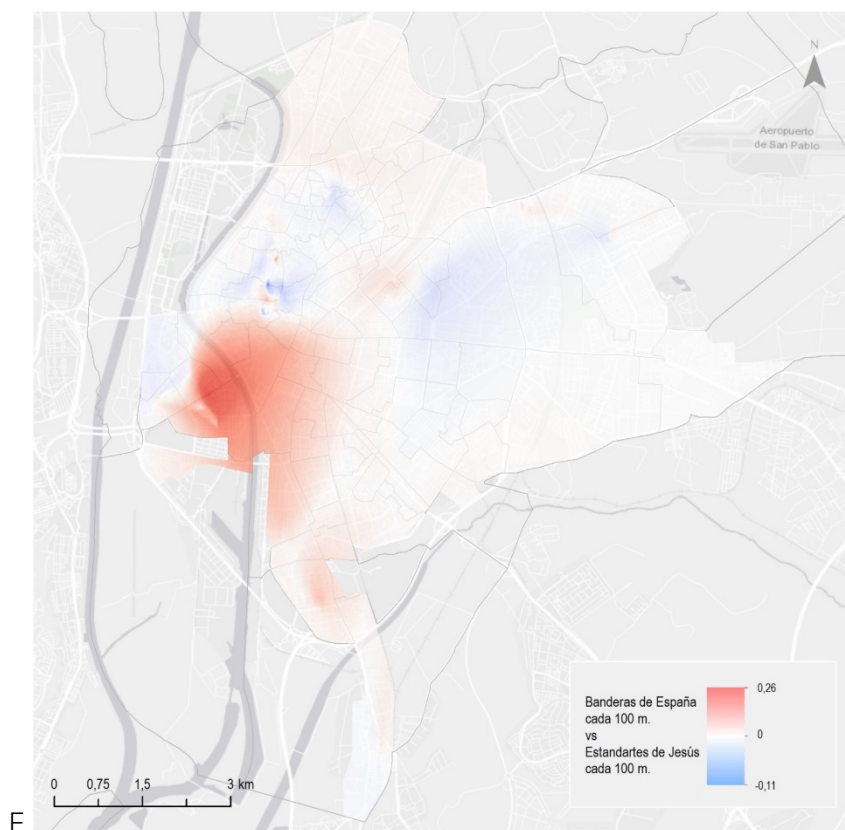 N
Aeropuerto
de San Pablo
Banderas de España
cada 100 m.
vs
Estandartes de Jesús
cada 100 m.
0,26
0
-0,11
0 0,75 1,5 3 km
F